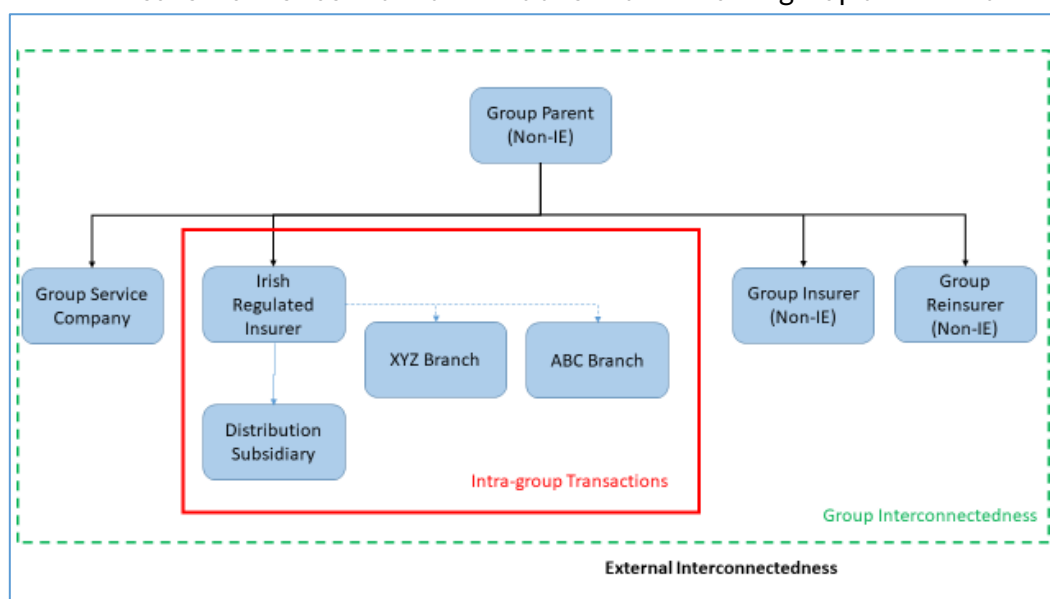 Group Parent
(Non-IE)
Group Service
Company
Irish
Regulated
Insurer
Group Insurer
(Non-IE)
Group
Reinsurer
(Non-IE)
XYZ Branch
ABC Branch
Distribution
Subsidiary
Intra-group Transactions
Group Interconnectedness
External Interconnectedness